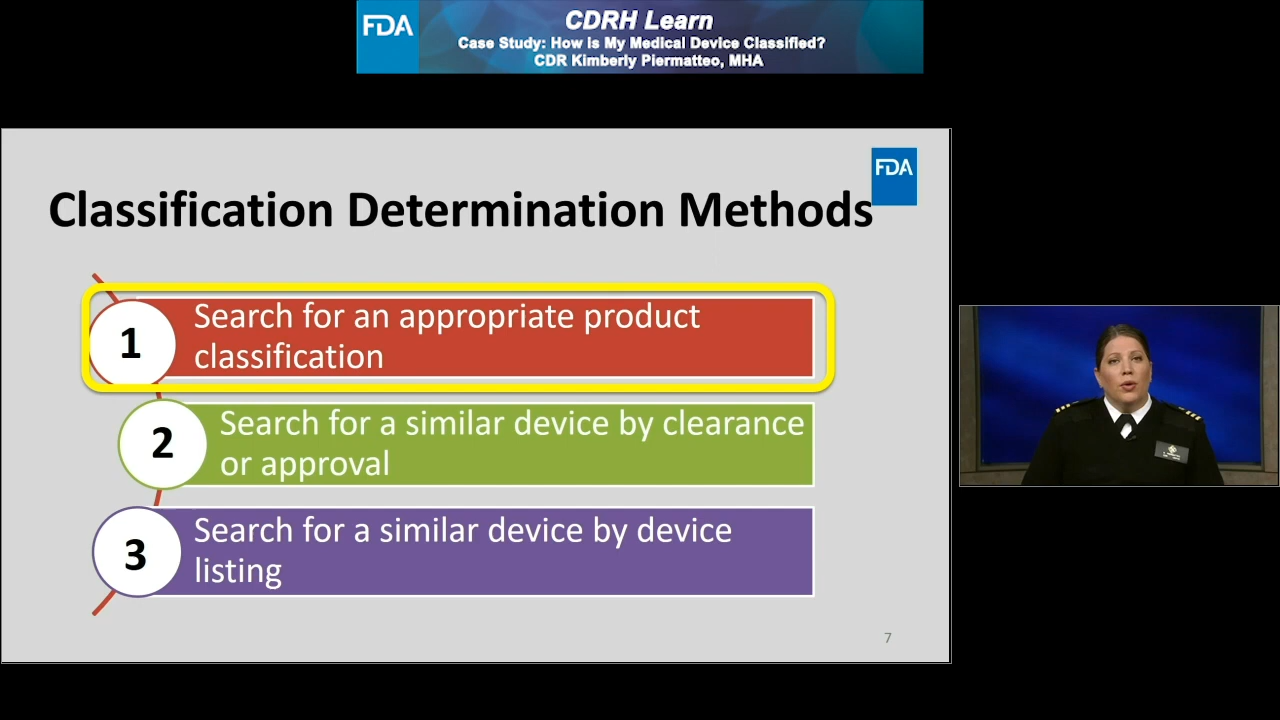 FDA
CDRH Learn
Case Study: How is My Medical Device Classified?
CDR Kimberly Piermatteo, MHA
FDA
Classification Determination Methods
1
Search for an appropriate product
classification
2
Search for a similar device by clearance
or approval
3
Search for a similar device by device
listing
7